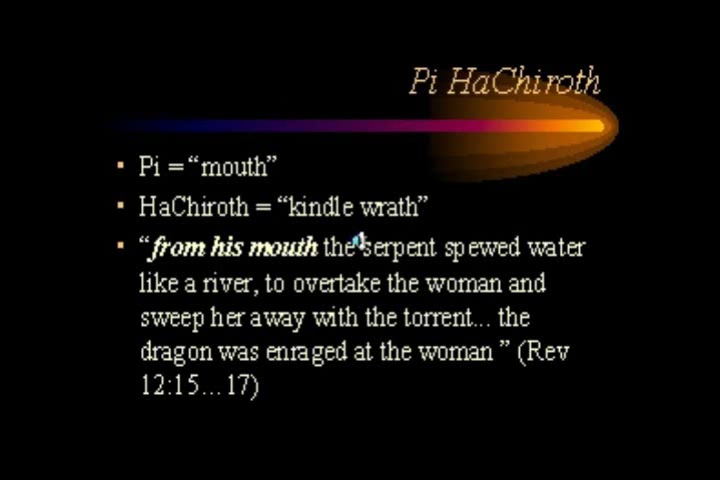 Pi HaChiroth
▪ Pi = “mouth”
▪ HaChiroth = “kindle wrath”
▪ “from his mouth the serpent spewed water
like a river, to overtake the woman and
sweep her away with the torrent... the
dragon was enraged at the woman ” (Rev
12:15...17)